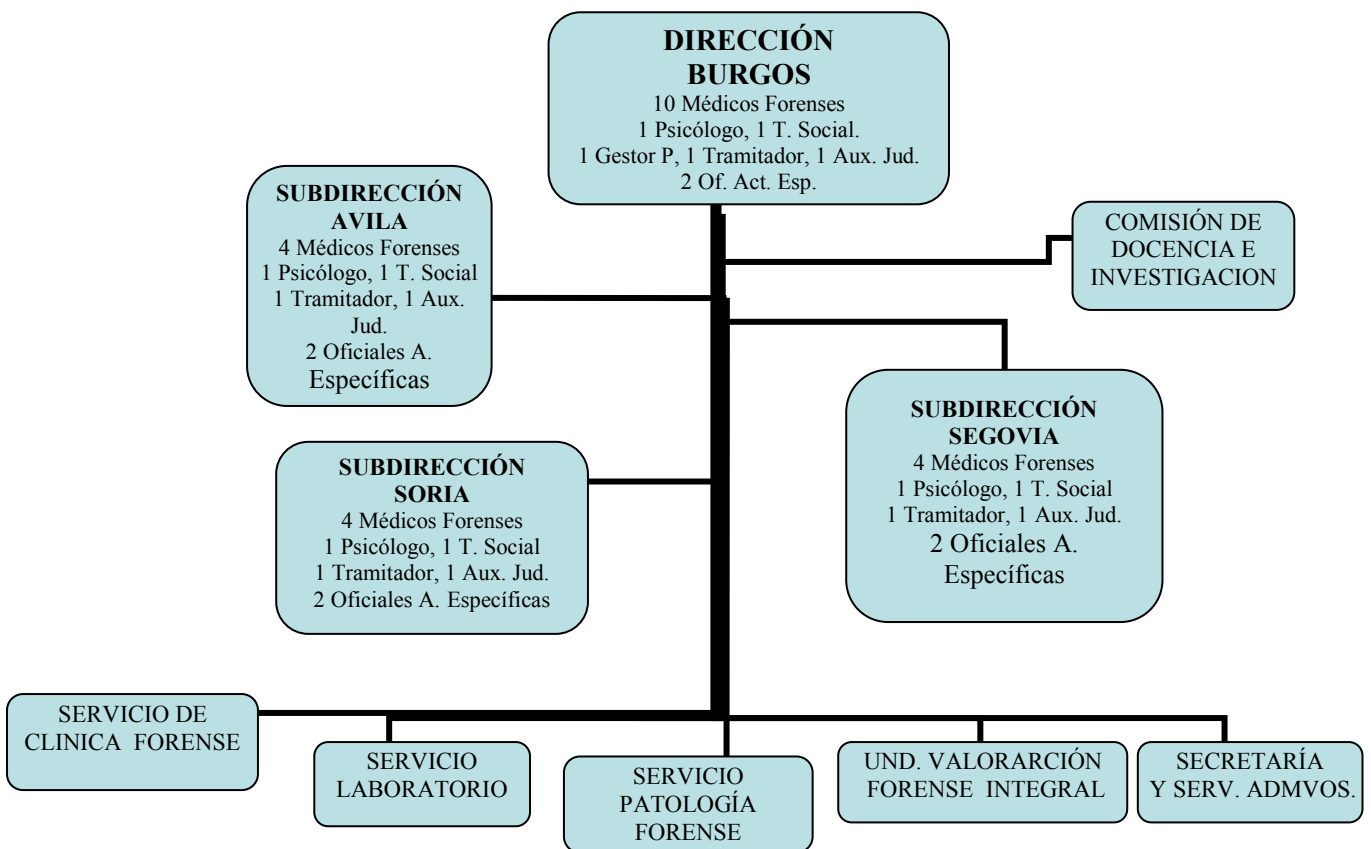 DIRECCIÓN
BURGOS
10 Médicos Forenses
1 Psicólogo, 1 T. Social.
1 Gestor P, 1 Tramitador, 1 Aux. Jud.
2 Of. Act. Esp.
SUBDIRECCIÓN
AVILA
4 Médicos Forenses
1 Psicólogo, 1 T. Social
1 Tramitador, 1 Aux.
Jud.
2 Oficiales A.
Específicas
COMISIÓN DE
DOCENCIA E
INVESTIGACION
SUBDIRECCIÓN
SEGOVIA
4 Médicos Forenses
1 Psicólogo, 1 T. Social
1 Tramitador, 1 Aux. Jud.
2 Oficiales A.
Específicas
SUBDIRECCIÓN
SORIA
4 Médicos Forenses
1 Psicólogo, 1 T. Social
1 Tramitador, 1 Aux. Jud.
2 Oficiales A. Específicas
SERVICIO DE
CLINICA FORENSE
SERVICIO
LABORATORIO
SERVICIO
PATOLOGÍA
FORENSE
UND. VALORARCIÓN
FORENSE INTEGRAL
SECRETARÍA
Y SERV. ADMVOS.